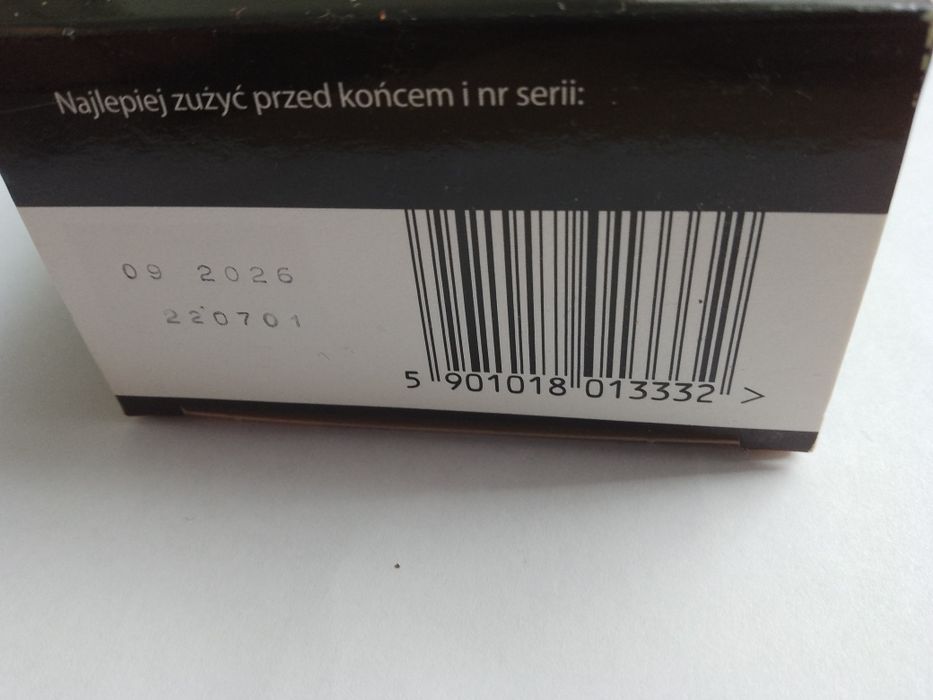 Najlepiej zużyć przed końcem i nr serii:
09 2026
220701
5 901018 013332 >